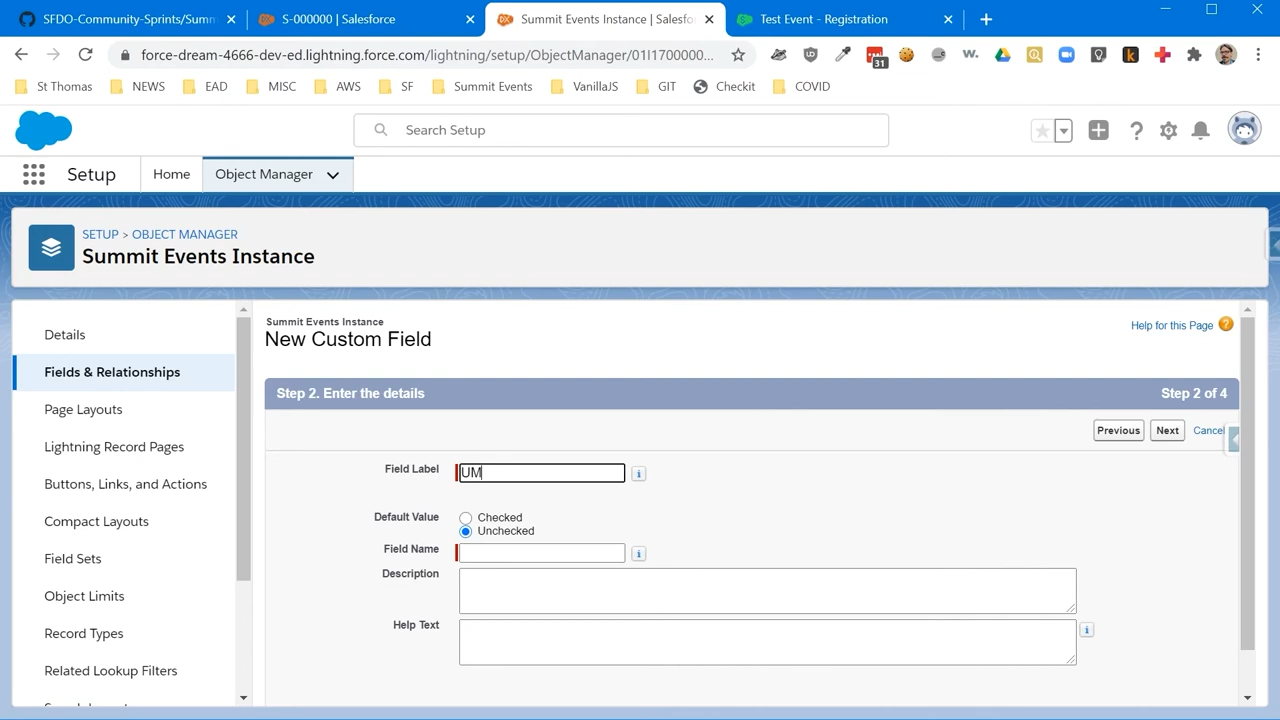 SFDO-Community-Sprints/Summ
S-000000 | Salesforce
Summit Events Instance | Salesfo
Test Event - Registration
force-dream-4666-dev-ed.lightning.force.com/lightning/setup/ObjectManager/01I1700000...
31
W.
k
St Thomas
NEWS
EAD
MISC
AWS
SF
Summit Events
VanillaJS
GIT
Checkit
COVID
Search Setup
Setup
Home
Object Manager
SETUP > OBJECT MANAGER
Summit Events Instance
Details
Fields & Relationships
Page Layouts
Lightning Record Pages
Buttons, Links, and Actions
Compact Layouts
Field Sets
Object Limits
Record Types
Related Lookup Filters
Summit Events Instance
New Custom Field
Help for this Page ?
Step 2. Enter the details
Step 2 of 4
Previous
Next
Cancel
Field Label
UM
i
Default Value
Checked
Unchecked
Field Name
i
Description
Help Text
i